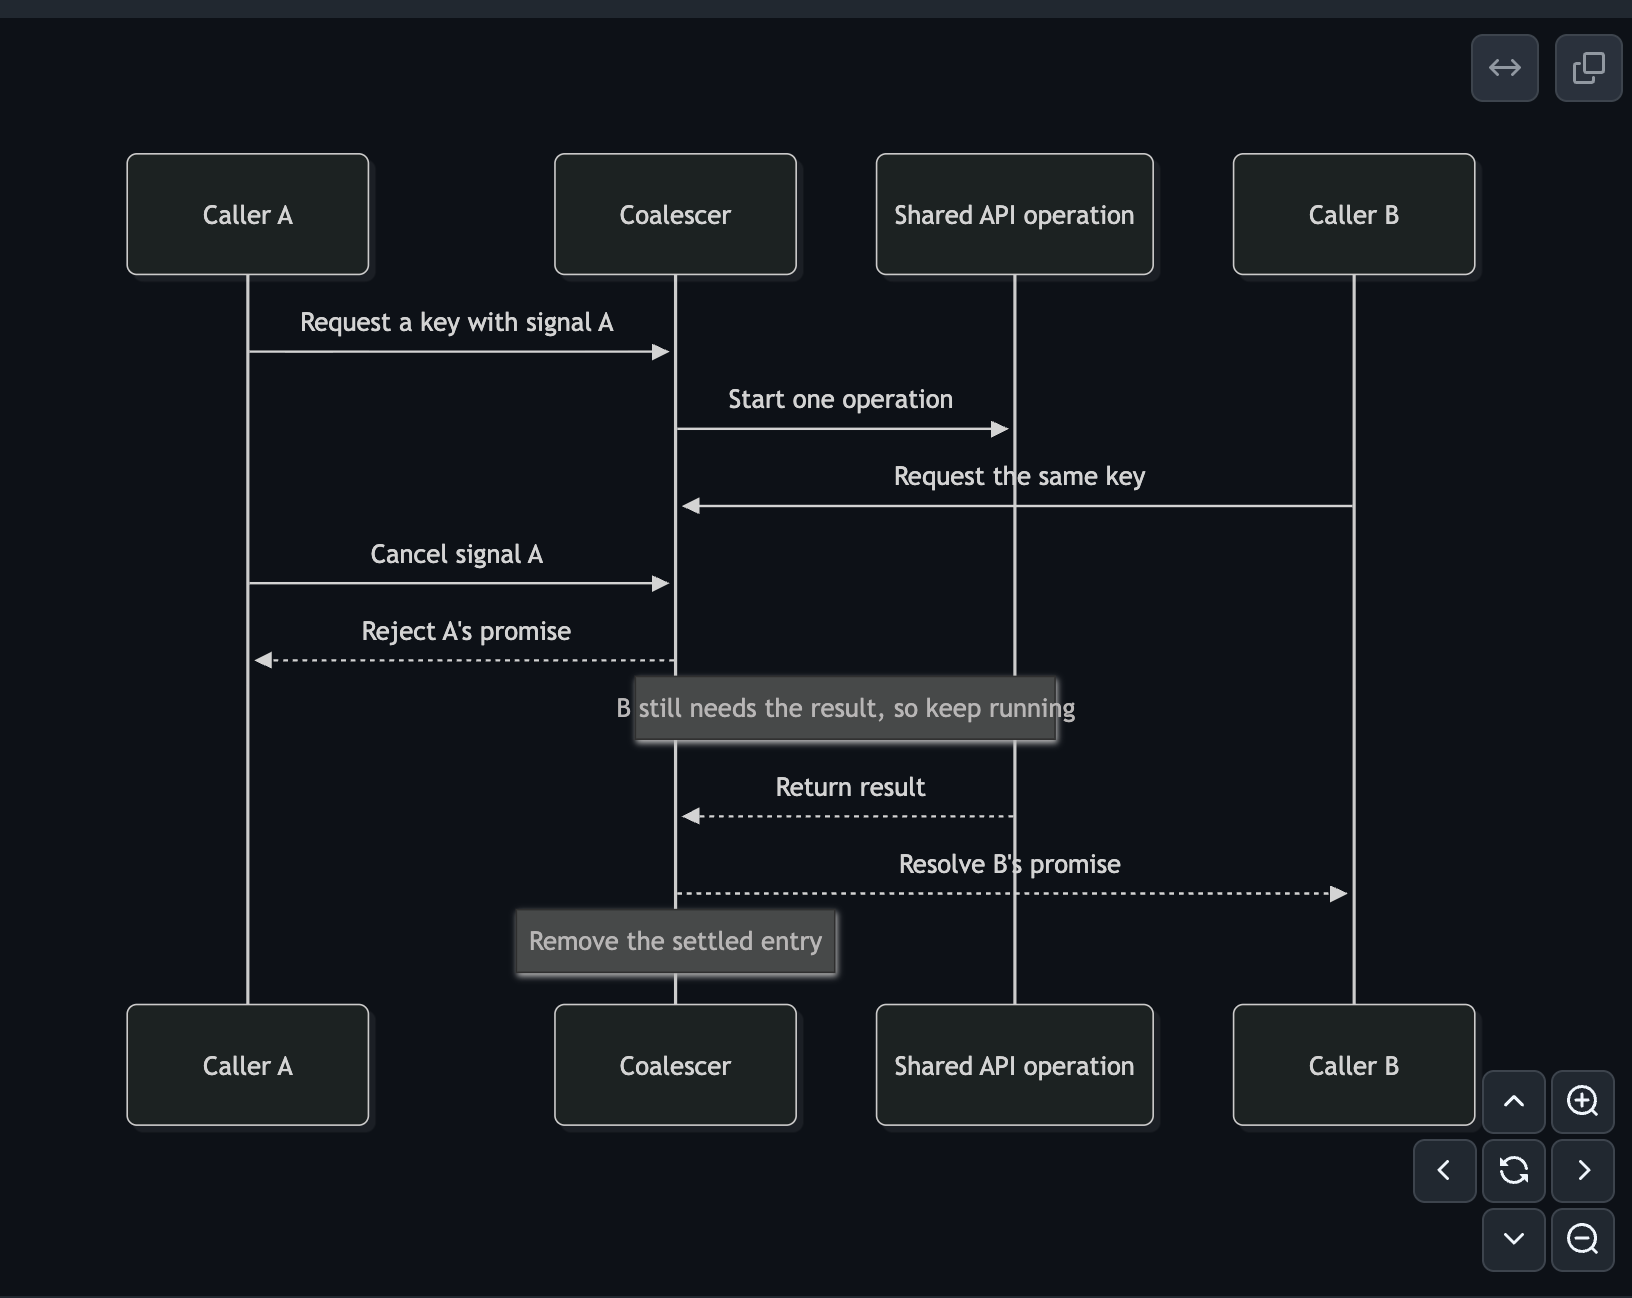 Caller A
Coalescer
Shared API operation
Caller B
Request a key with signal A
Start one operation
Request the same key
Cancel signal A
Reject A's promise
B still needs the result, so keep running
Return result
Resolve B's promise
Remove the settled entry
Caller A
Coalescer
Shared API operation
Caller B